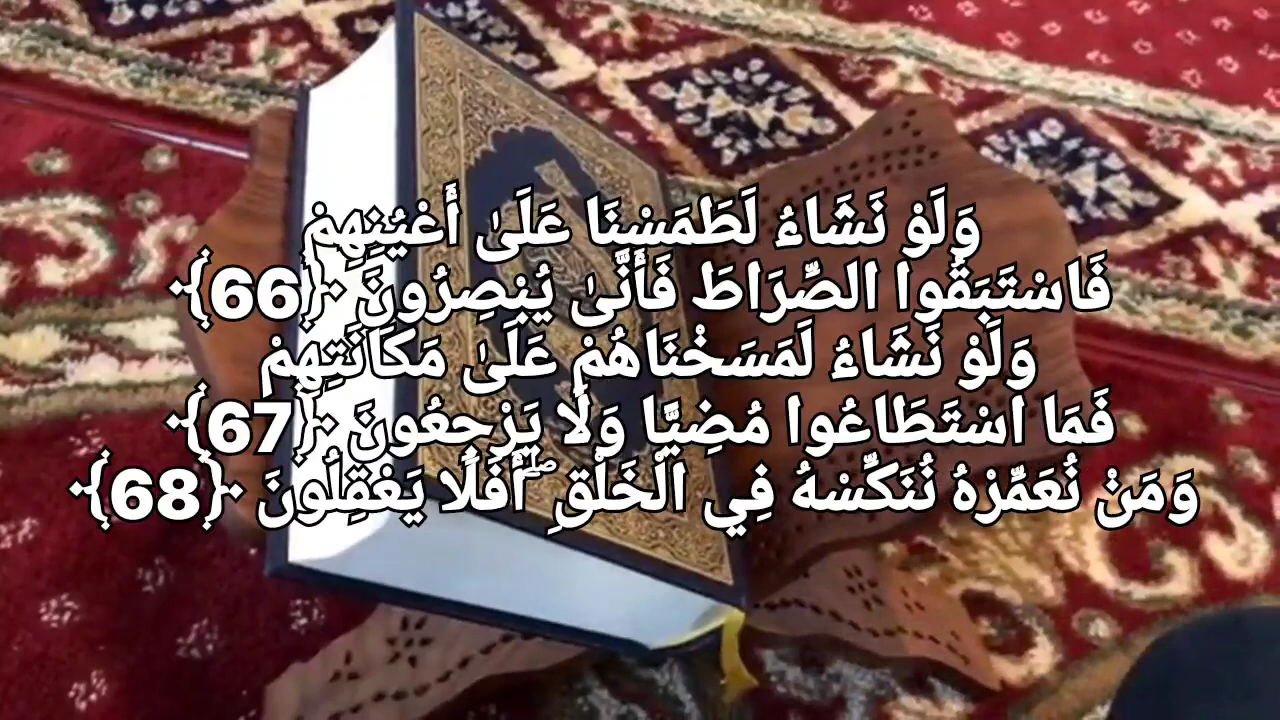 وَلَوْ نَشَاءُ لَطَمَسْنَا عَلَىٰ أَعْيُنِهِمْ
فَاسْتَبَقُوا الصِّرَاطَ فَأَنَّىٰ يُبْصِرُونَ ﴿66﴾
وَلَوْ نَشَاءُ لَمَسَخْنَاهُمْ عَلَىٰ مَكَانَتِهِمْ
فَمَا اسْتَطَاعُوا مُضِيًّا وَلَا يَرْجِعُونَ ﴿67﴾
وَمَنْ نُعَمِّرْهُ نُنَكِّسْهُ فِي الْخَلْقِ ۖ أَفَلَا يَعْقِلُونَ ﴿68﴾